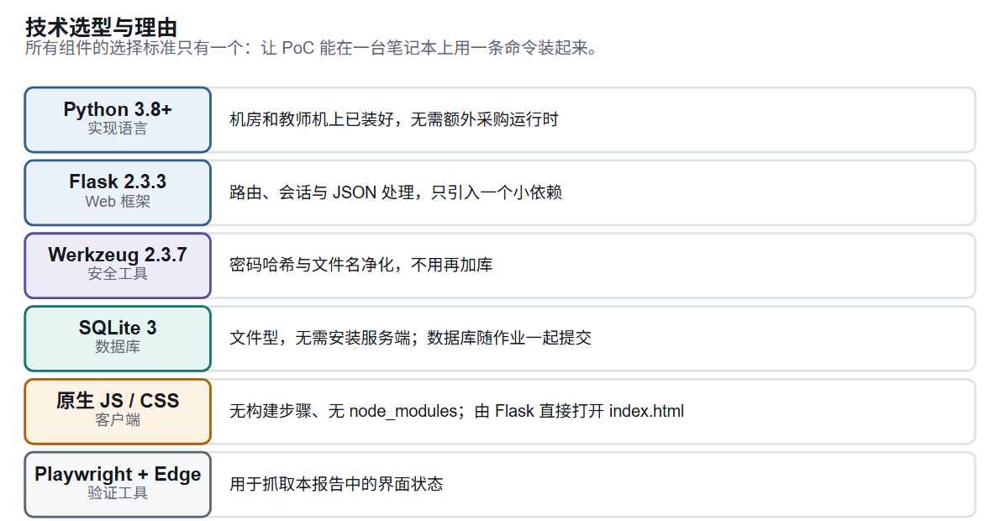 技术选型与理由
所有组件的选择标准只有一个：让 PoC 能在一台笔记本上用一条命令装起来。
Python 3.8+
实现语言
机房和教师机上已装好，无需额外采购运行时
Flask 2.3.3
Web 框架
路由、会话与 JSON 处理，只引入一个小依赖
Werkzeug 2.3.7
安全工具
密码哈希与文件名净化，不用再加库
SQLite 3
数据库
文件型，无需安装服务端；数据库随作业一起提交
原生 JS / CSS
客户端
无构建步骤、无 node_modules；由 Flask 直接打开 index.html
Playwright + Edge
验证工具
用于抓取本报告中的界面状态